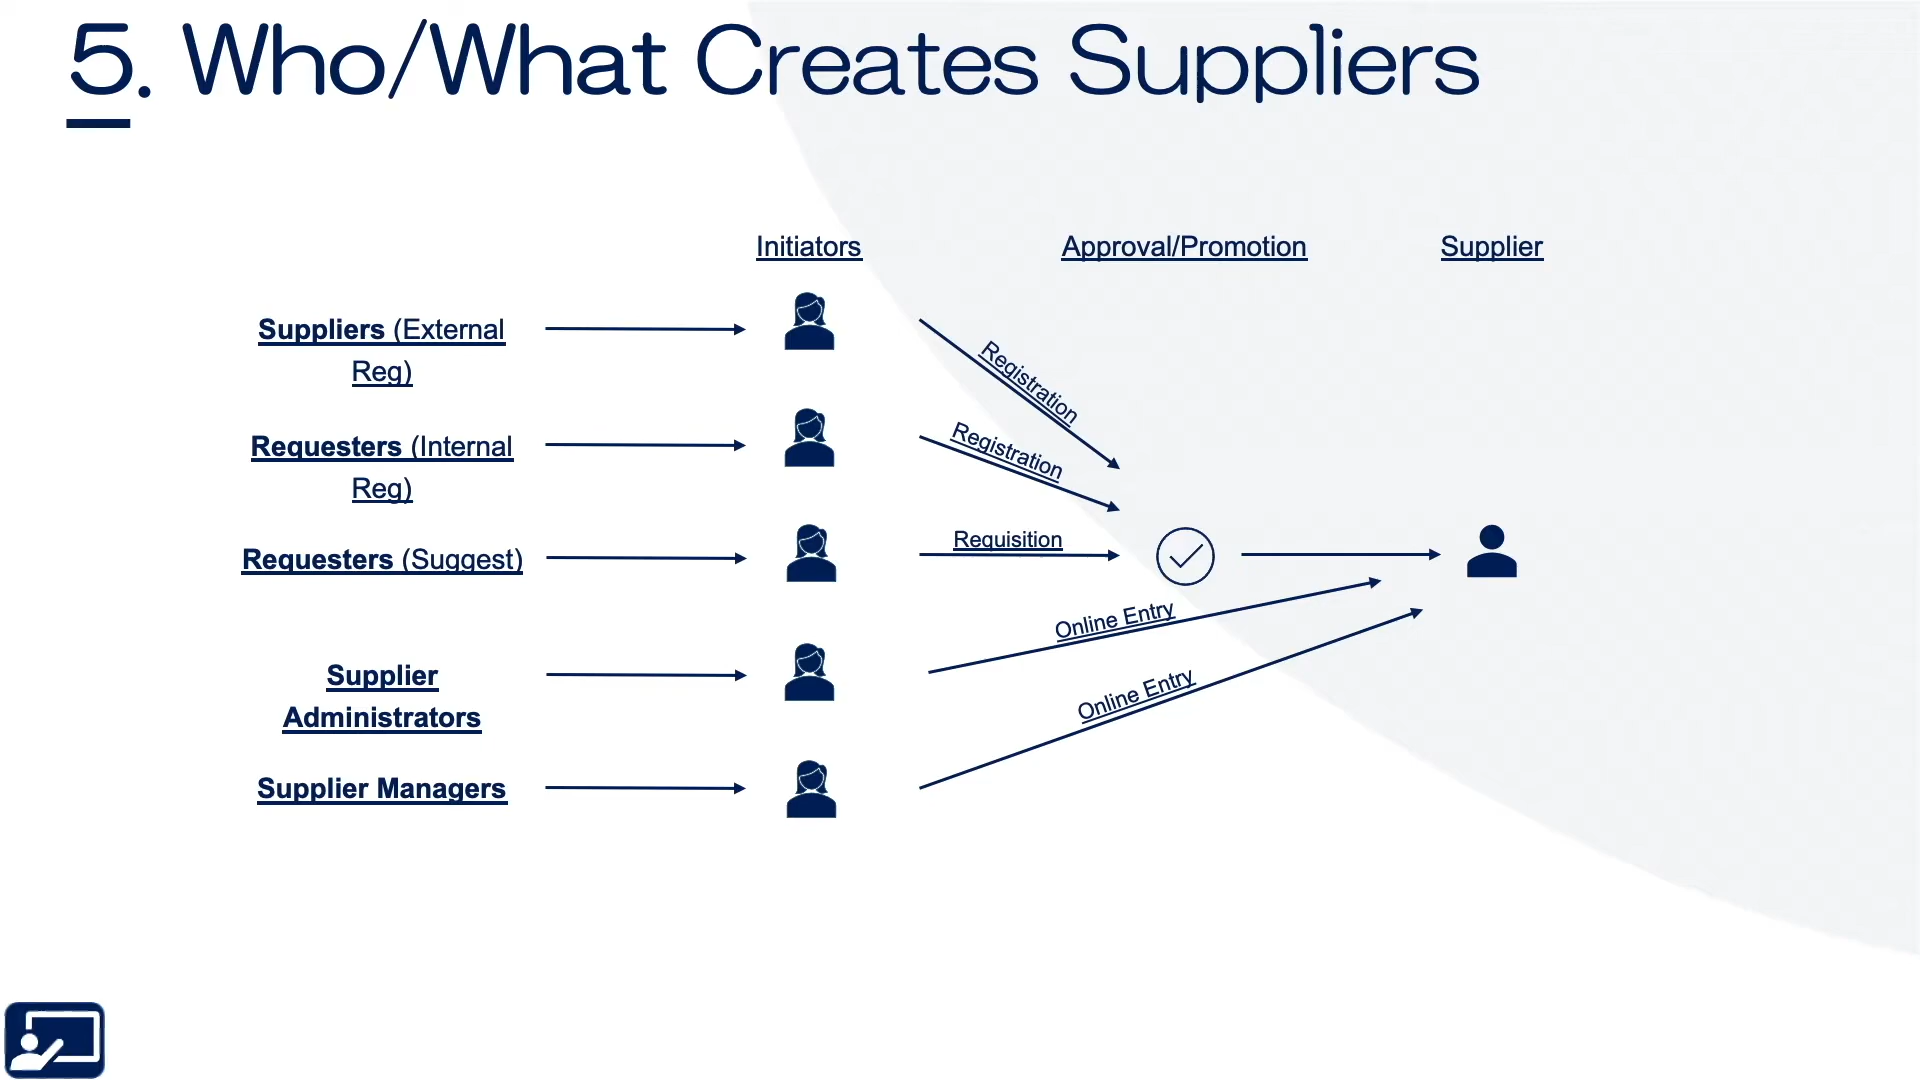 5. Who/What Creates Suppliers
Initiators
Approval/Promotion
Supplier
Suppliers (External
Reg)
Registration
Requesters (Internal
Reg)
Registration
Requesters (Suggest)
Requisition
Supplier
Administrators
Online Entry
Supplier Managers
Online Entry